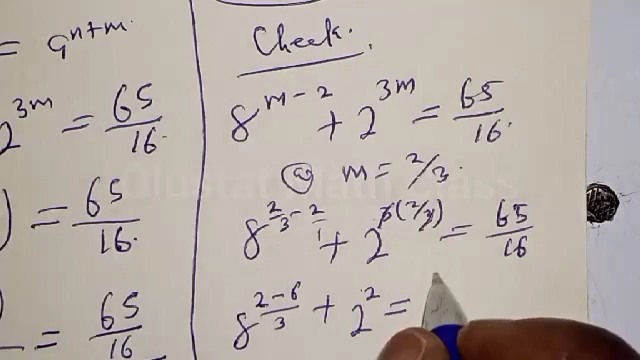 = a^{n+m}.
2^{3m} = 65/16.
) = 65/16.
= 65/16
Check.
8^{m-2} + 2^{3m} = 65/16.
@ m = 2/3.
8^{2/3 - 2/1} + 2^{3(2/3)} = 65/16
8^{(2-6)/3} + 2^2 =